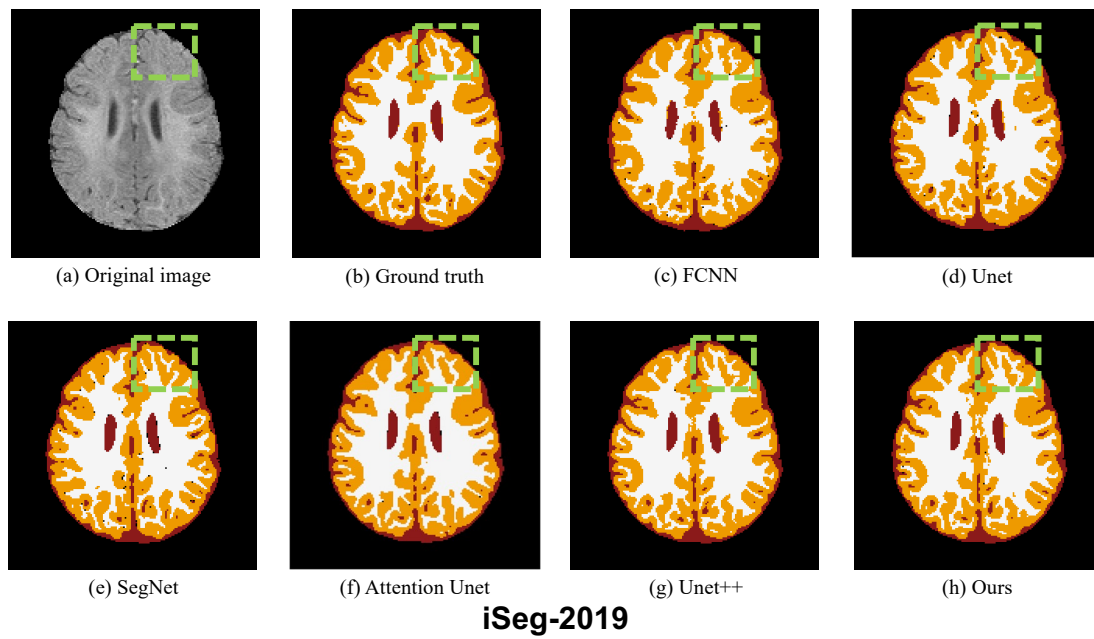 (a) Original image
(b) Ground truth
(c) FCNN
(d) Unet
(e) SegNet
(f) Attention Unet
(g) Unet++
(h) Ours
iSeg-2019